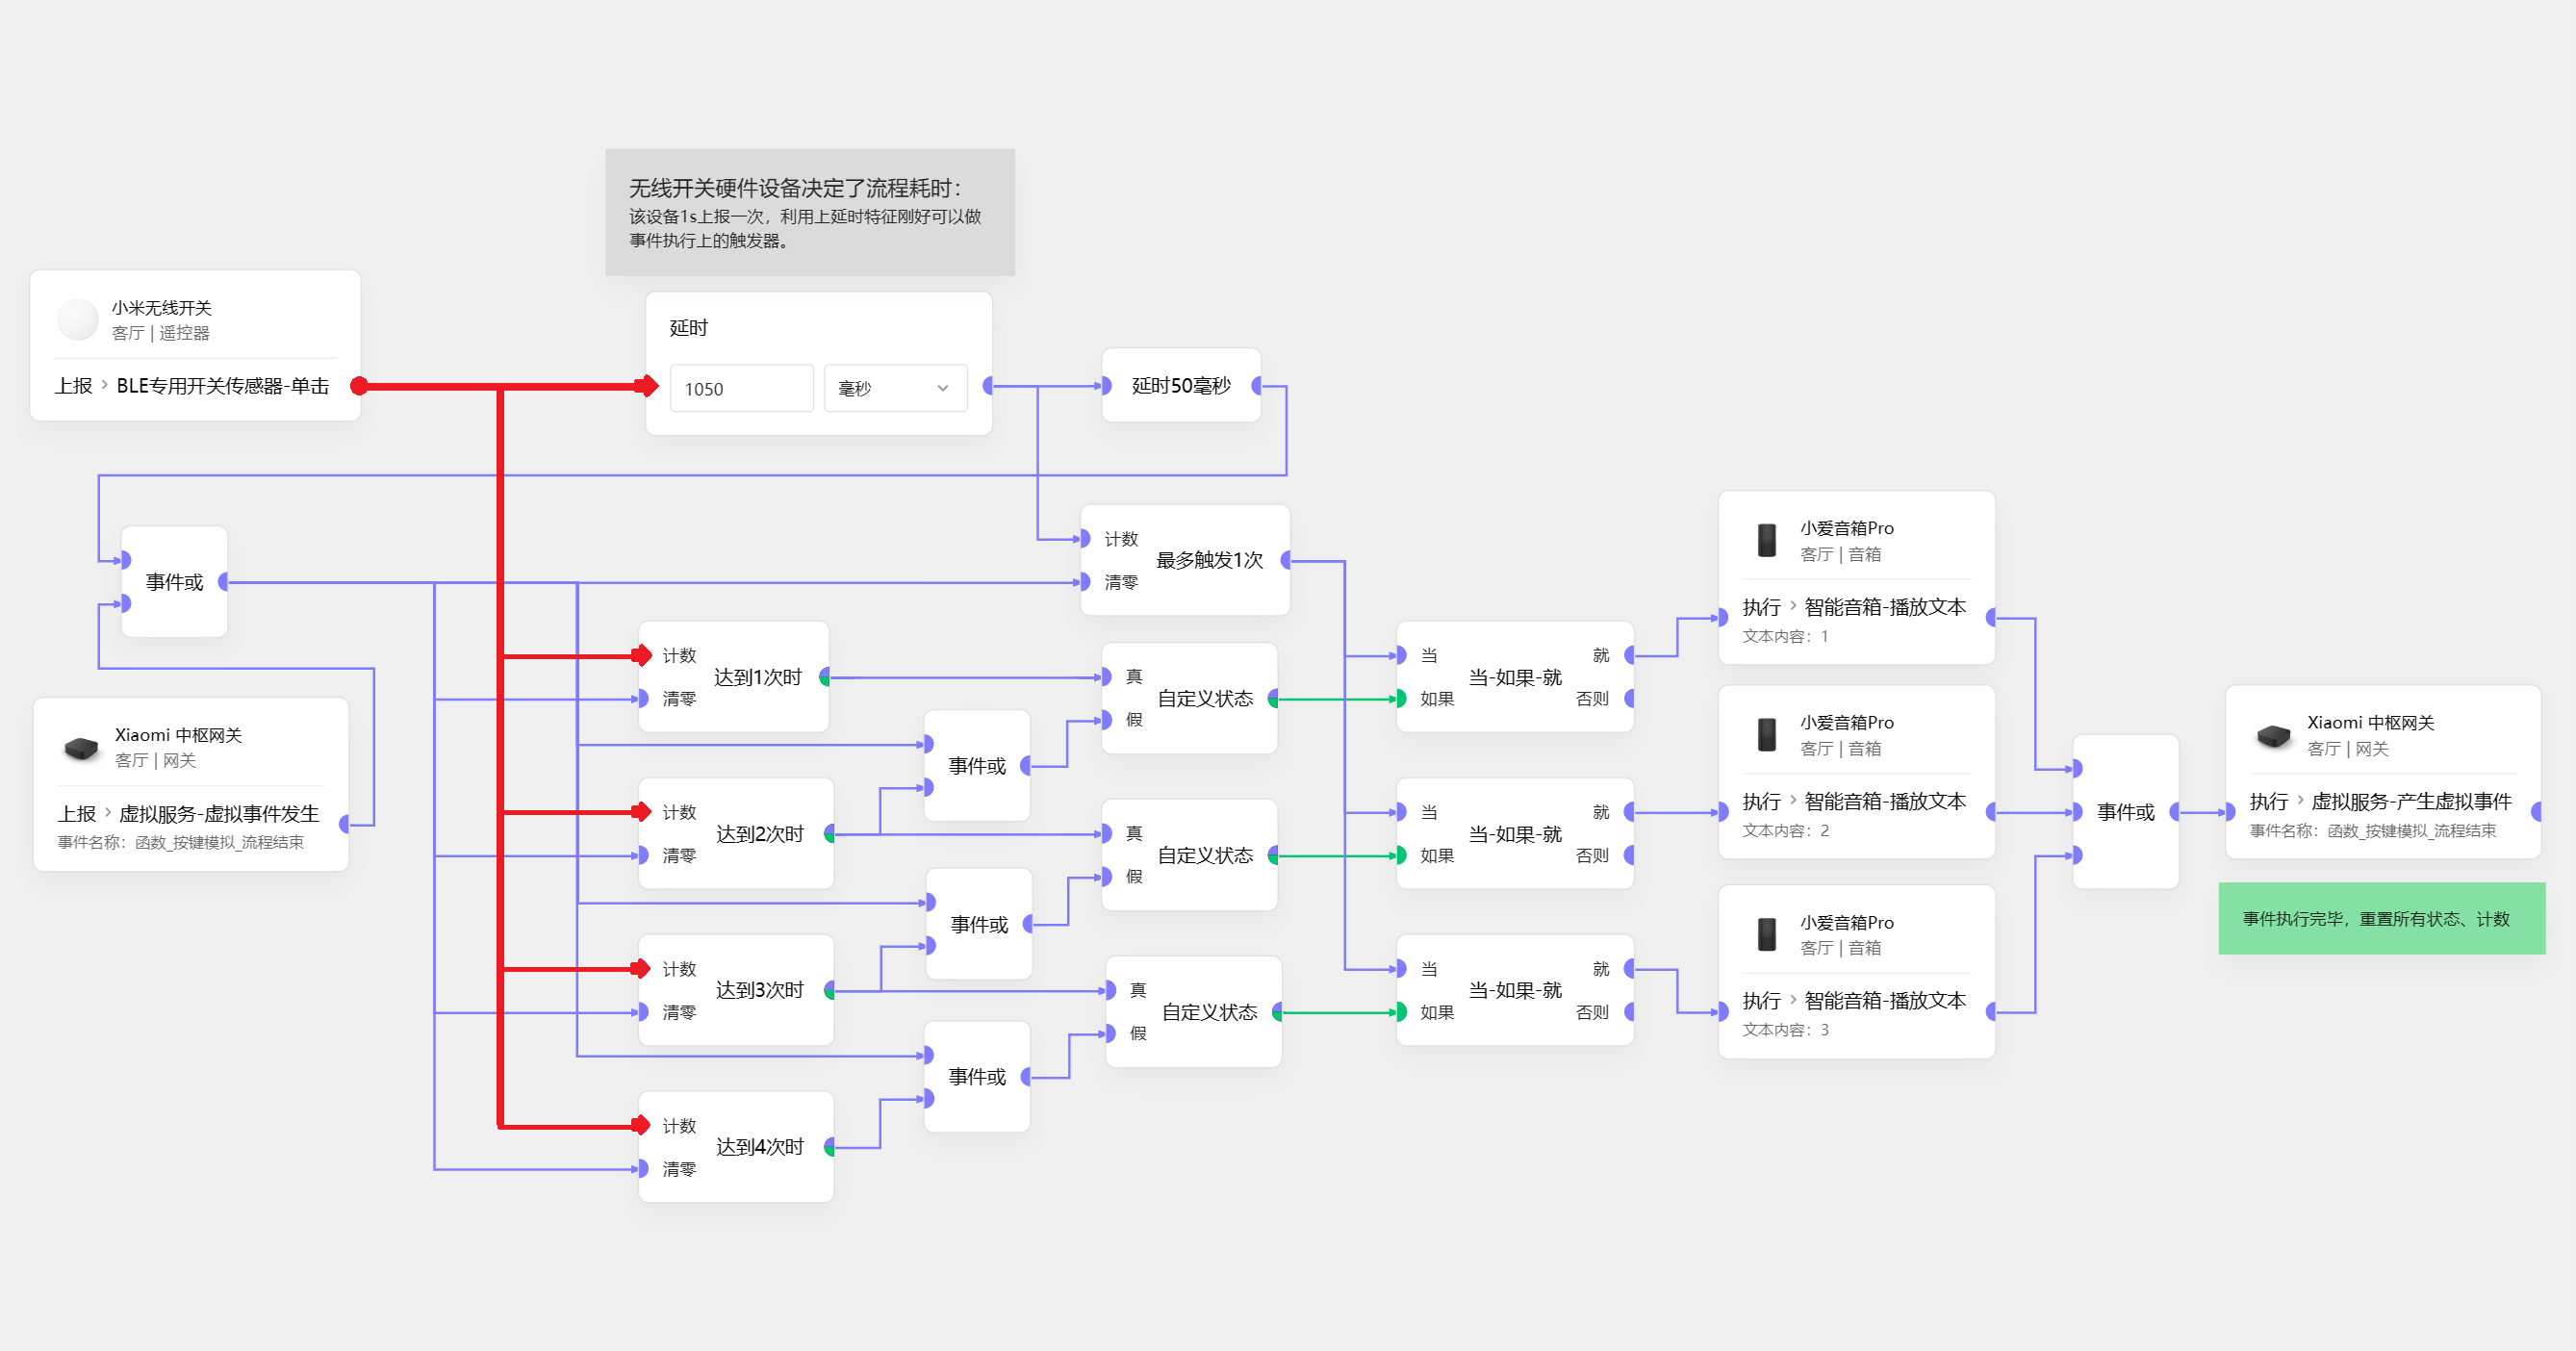 无线开关硬件设备决定了流程耗时：
该设备1s上报一次，利用上延时特征刚好可以做
事件执行上的触发器。
小米无线开关
客厅 | 遥控器
上报 › BLE专用开关传感器-单击
延时
1050
毫秒
延时50毫秒
事件或
计数
清零
最多触发1次
Xiaomi 中枢网关
客厅 | 网关
上报 › 虚拟服务-虚拟事件发生
事件名称：函数_按键模拟_流程结束
计数
清零
达到1次时
计数
清零
达到2次时
计数
清零
达到3次时
计数
清零
达到4次时
事件或
事件或
事件或
真
假
自定义状态
真
假
自定义状态
真
假
自定义状态
当
如果
当-如果-就
就
否则
当
如果
当-如果-就
就
否则
当
如果
当-如果-就
就
否则
小爱音箱Pro
客厅 | 音箱
执行 › 智能音箱-播放文本
文本内容：1
小爱音箱Pro
客厅 | 音箱
执行 › 智能音箱-播放文本
文本内容：2
小爱音箱Pro
客厅 | 音箱
执行 › 智能音箱-播放文本
文本内容：3
事件或
Xiaomi 中枢网关
客厅 | 网关
执行 › 虚拟服务-产生虚拟事件
事件名称：函数_按键模拟_流程结束
事件执行完毕，重置所有状态、计数